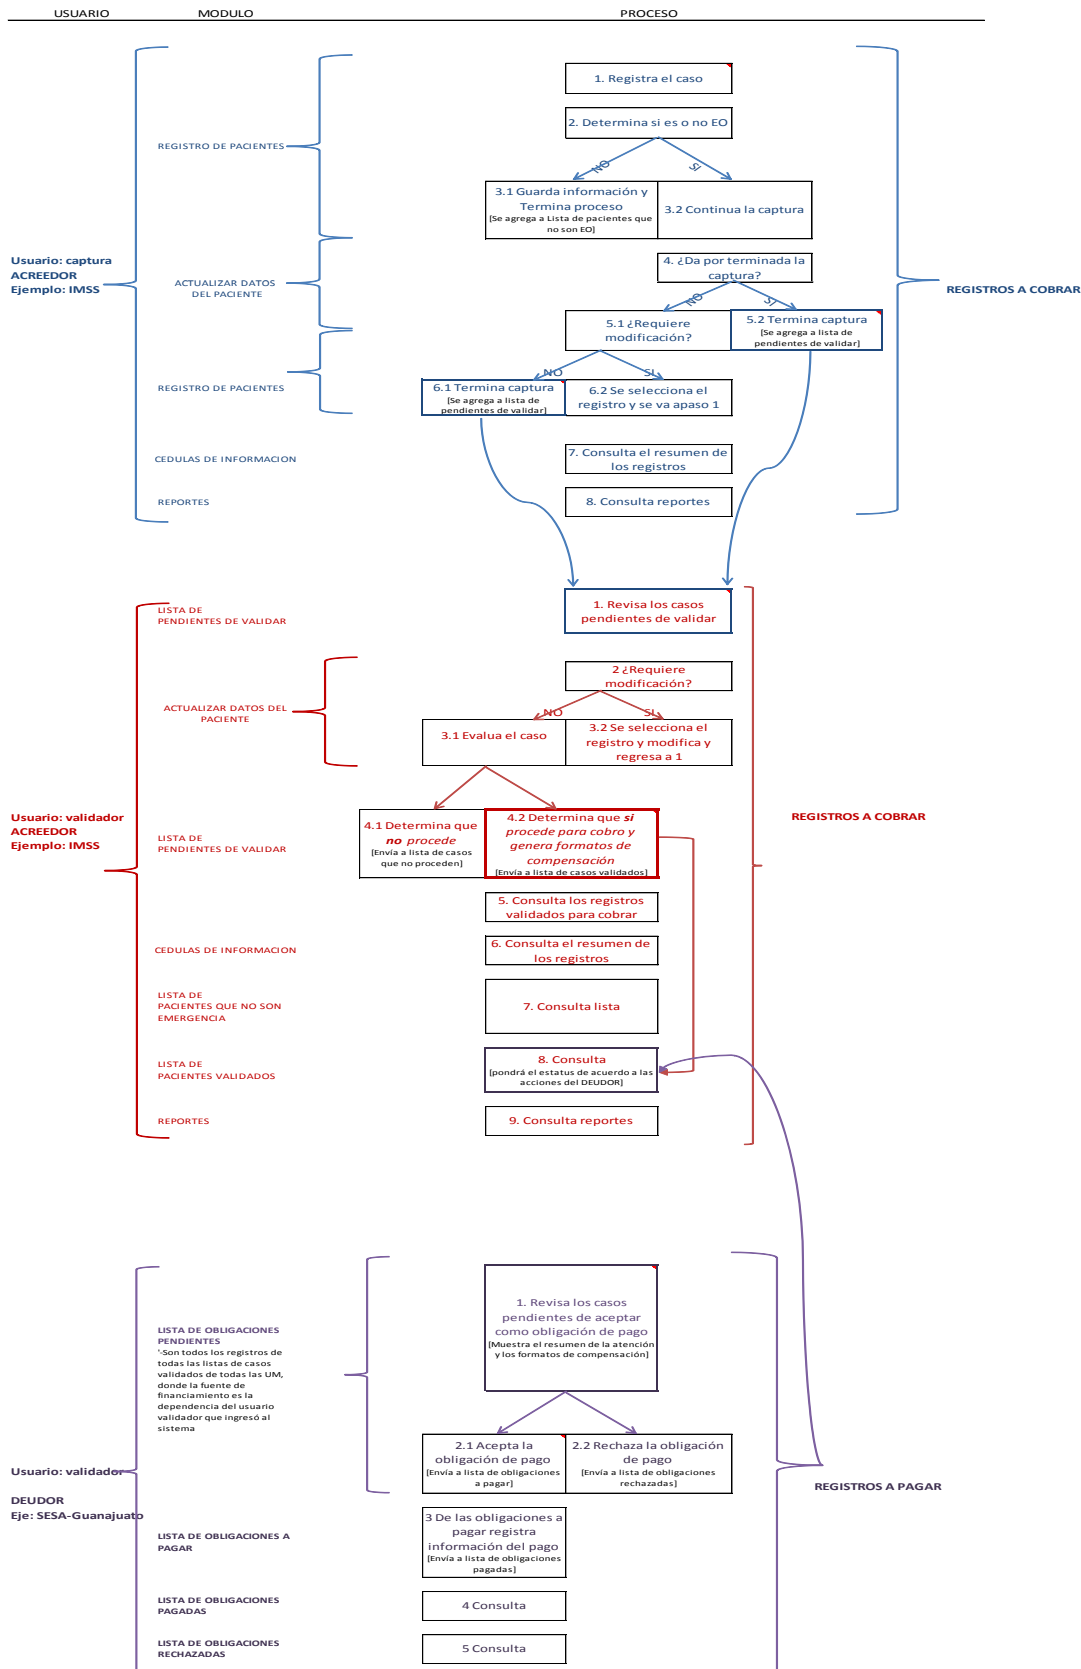 USUARIO MODULO PROCESO
1. Registra el caso
2. Determina si es o no EO
REGISTRO DE PACIENTES
NO SI
3.1 Guarda información y
Termina proceso
[Se agrega a Lista de pacientes que
no son EO]
3.2 Continua la captura
Usuario: captura
ACREEDOR
Ejemplo: IMSS
4. ¿Da por terminada la
captura?
ACTUALIZAR DATOS
DEL PACIENTE
REGISTROS A COBRAR
NO SI
5.1 ¿Requiere
modificación?
5.2 Termina captura
[Se agrega a lista de
pendientes de validar]
NO SI
REGISTRO DE PACIENTES
6.1 Termina captura
[Se agrega a lista de
pendientes de validar]
6.2 Se selecciona el
registro y se va apaso 1
CEDULAS DE INFORMACION
7. Consulta el resumen de
los registros
REPORTES
8. Consulta reportes
LISTA DE
PENDIENTES DE VALIDAR
1. Revisa los casos
pendientes de validar
2 ¿Requiere
modificación?
ACTUALIZAR DATOS DEL
PACIENTE
NO SI
3.1 Evalua el caso
3.2 Se selecciona el
registro y modifica y
regresa a 1
Usuario: validador
ACREEDOR
Ejemplo: IMSS
LISTA DE
PENDIENTES DE VALIDAR
4.1 Determina que
no procede
[Envía a lista de casos
que no proceden]
4.2 Determina que si
procede para cobro y
genera formatos de
compensación
[Envía a lista de casos validados]
REGISTROS A COBRAR
5. Consulta los registros
validados para cobrar
CEDULAS DE INFORMACION
6. Consulta el resumen de
los registros
LISTA DE
PACIENTES QUE NO SON
EMERGENCIA
7. Consulta lista
LISTA DE
PACIENTES VALIDADOS
8. Consulta
[pondrá el estatus de acuerdo a las
acciones del DEUDOR]
REPORTES
9. Consulta reportes
LISTA DE OBLIGACIONES
PENDIENTES
'-Son todos los registros de
todas las listas de casos
validados de todas las UM,
donde la fuente de
financiamiento es la
dependencia del usuario
validador que ingresó al
sistema
1. Revisa los casos
pendientes de aceptar
como obligación de pago
[Muestra el resumen de la atención
y los formatos de compensación]
2.1 Acepta la
obligación de pago
[Envía a lista de obligaciones
a pagar]
2.2 Rechaza la obligación
de pago
[Envía a lista de obligaciones
rechazadas]
Usuario: validador
DEUDOR
Eje: SESA-Guanajuato
REGISTROS A PAGAR
LISTA DE OBLIGACIONES A
PAGAR
3 De las obligaciones a
pagar registra
información del pago
[Envía a lista de obligaciones
pagadas]
LISTA DE OBLIGACIONES
PAGADAS
4 Consulta
LISTA DE OBLIGACIONES
RECHAZADAS
5 Consulta